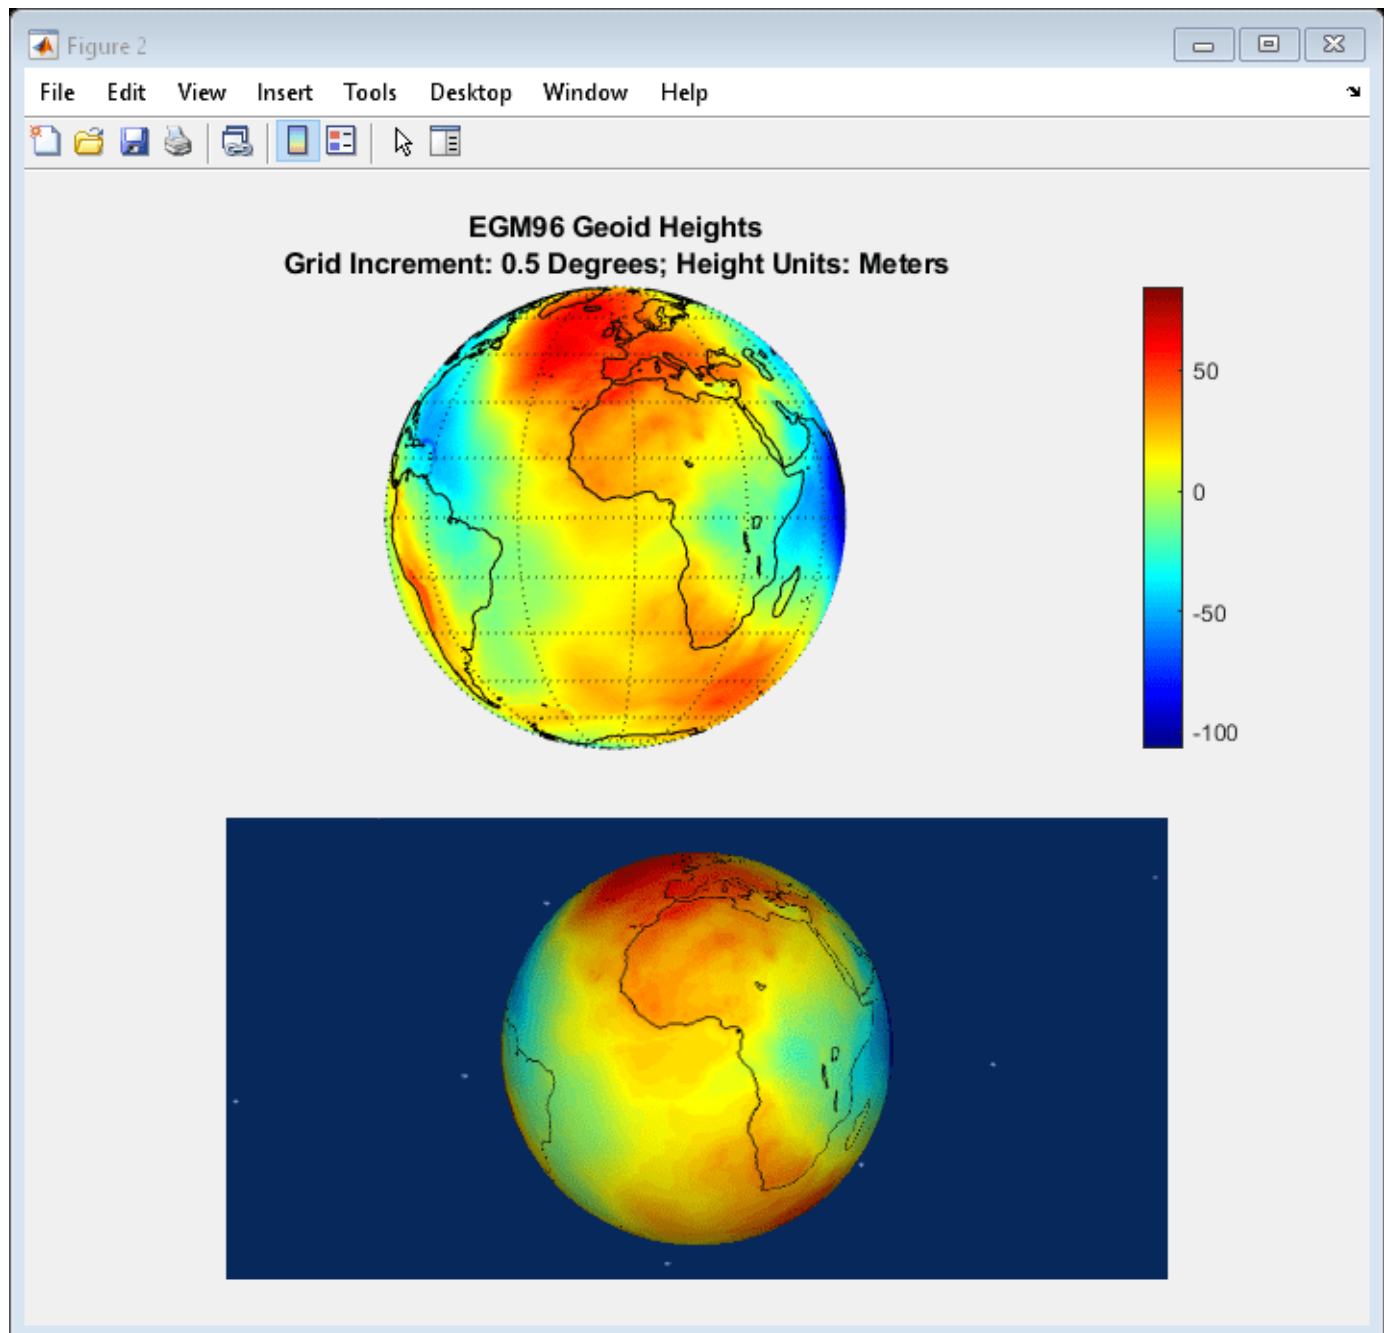 Figure 2
File Edit View Insert Tools Desktop Window Help
EGM96 Geoid Heights
Grid Increment: 0.5 Degrees; Height Units: Meters
50
0
-50
-100